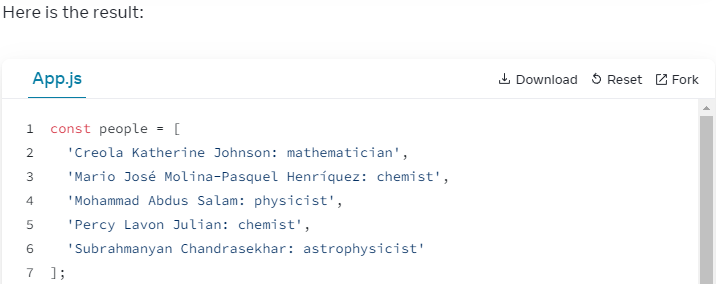 Here is the result:
App.js
Download Reset Fork
1 const people = [
2 'Creola Katherine Johnson: mathematician',
3 'Mario José Molina-Pasquel Henríquez: chemist',
4 'Mohammad Abdus Salam: physicist',
5 'Percy Lavon Julian: chemist',
6 'Subrahmanyan Chandrasekhar: astrophysicist'
7 ];